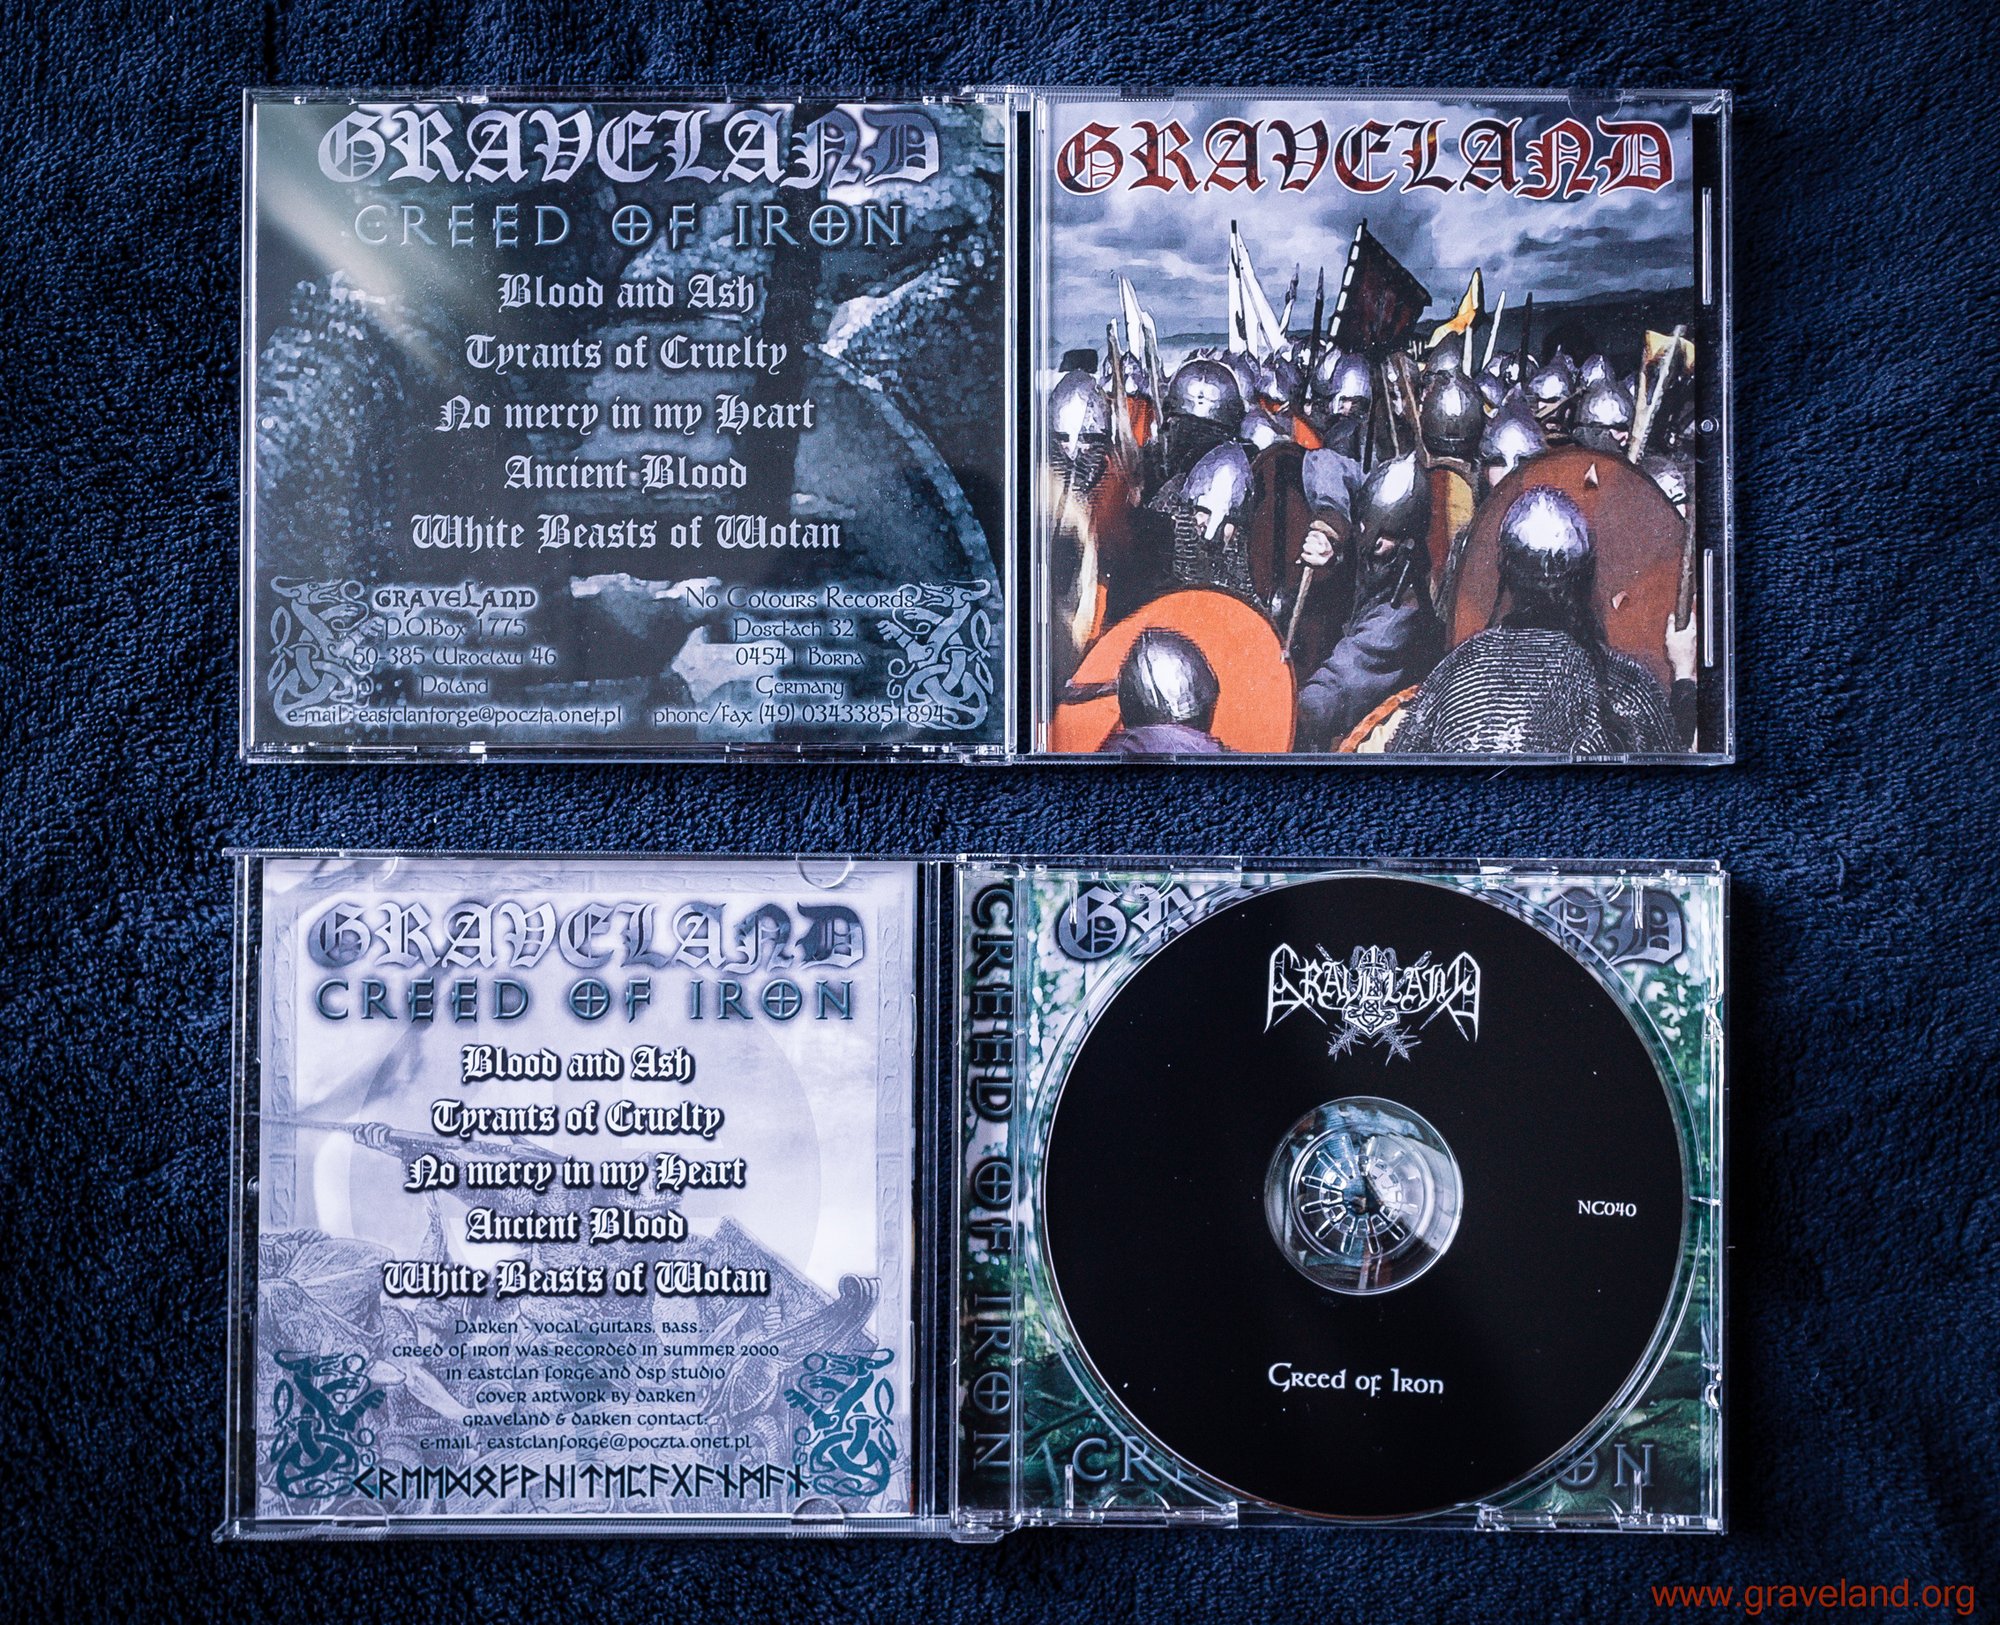 GRAVELAND
CREED OF IRON
Blood and Ash
Tyrants of Cruelty
No mercy in my Heart
Ancient Blood
White Beasts of Wotan
GRAVELAND
P.O.Box 1775
50-385 Wroclaw 46
Poland
e-mail - eastclanforge@poczta.onet.pl
No Colours Records
Postfach 32
04541 Borna
Germany
phone/fax (49) 03433851894
GRAVELAND
GRAVELAND
CREED OF IRON
Blood and Ash
Tyrants of Cruelty
No mercy in my Heart
Ancient Blood
White Beasts of Wotan
Darken - vocal, guitars, bass...
creed of iron was recorded in summer 2000
in eastclan forge and dsp studio
cover artwork by darken
graveland & darken contact:
e-mail - eastclanforge@poczta.onet.pl
ᚲᚱᛖᛖᛞᛟᚠᚹᚺᛁᛏᛖᛈᚨᚷᚨᚾᛗᚨᚾ
CREED OF IRON
GRAVELAND
NC040
Creed of Iron
www.graveland.org